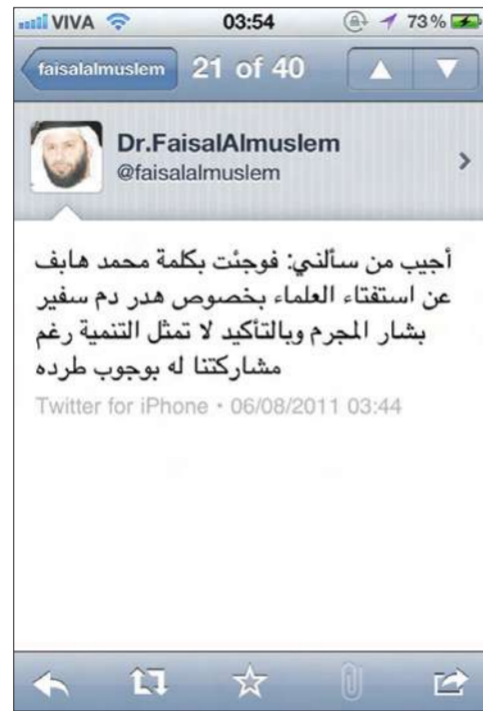 VIVA 03:54 73%
faisalalmuslem 21 of 40
Dr.FaisalAlmuslem
@faisalalmuslem
أجيب من سألني: فوجئت بكلمة محمد هايف
عن استفتاء العلماء بخصوص هدر دم سفير
بشار المجرم وبالتأكيد لا تمثل التنمية رغم
مشاركتنا له بوجوب طرده
Twitter for iPhone • 06/08/2011 03:44